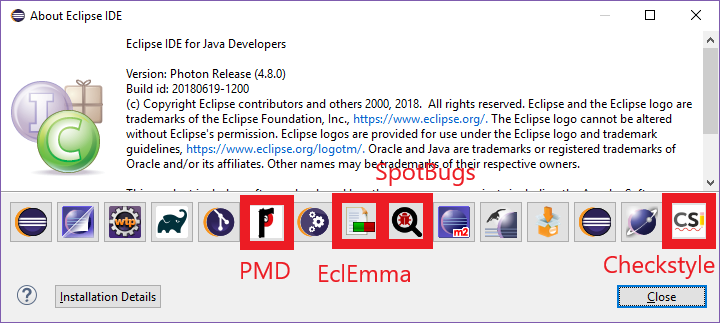 About Eclipse IDE
Eclipse IDE for Java Developers
Version: Photon Release (4.8.0)
Build id: 20180619-1200
(c) Copyright Eclipse contributors and others 2000, 2018.  All rights reserved. Eclipse and the Eclipse logo are
trademarks of the Eclipse Foundation, Inc., https://www.eclipse.org/. The Eclipse logo cannot be altered
without Eclipse's permission. Eclipse logos are provided for use under the Eclipse logo and trademark
guidelines, https://www.eclipse.org/logotm/. Oracle and Java are trademarks or registered trademarks of
Oracle and/or its affiliates. Other names may be trademarks of their respective owners.
SpotBugs
I
C
wtp
m2
CSi
PMD
EclEmma
Checkstyle
?
Installation Details
Close